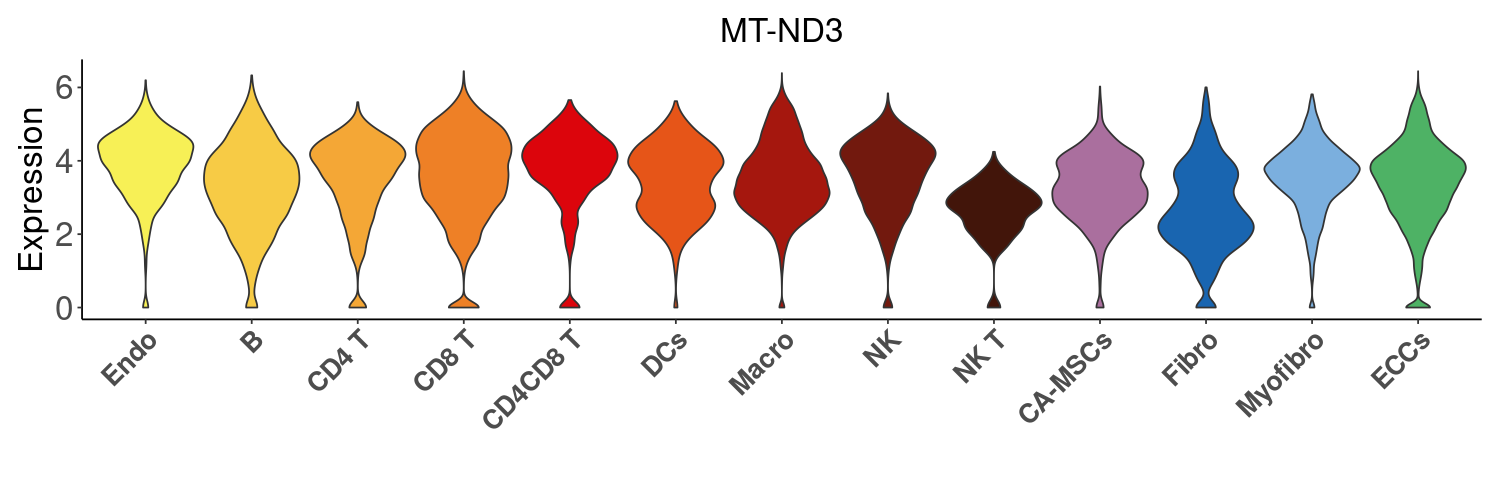 MT-ND3
Expression
6
4
2
0
Endo
B
CD4 T
CD8 T
CD4CD8 T
DCs
Macro
NK
NK T
CA-MSCs
Fibro
Myofibro
ECCs